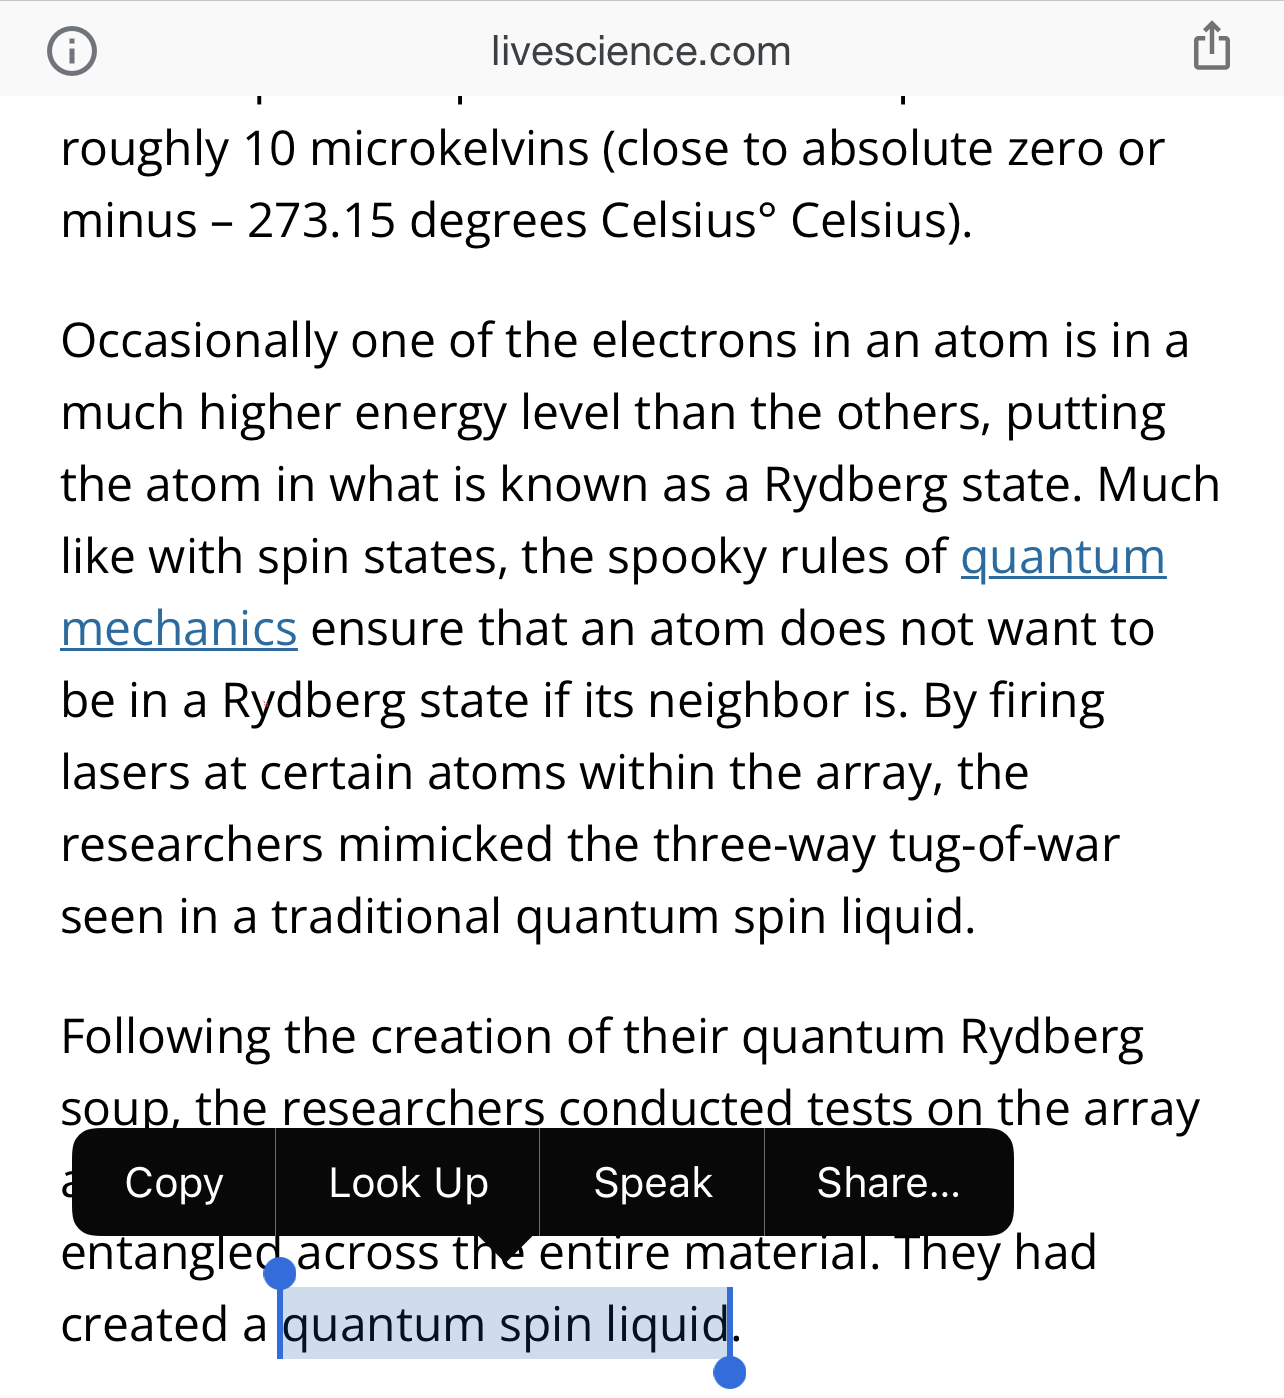 livescience.com
roughly 10 microkelvins (close to absolute zero or
minus – 273.15 degrees Celsius° Celsius).
Occasionally one of the electrons in an atom is in a
much higher energy level than the others, putting
the atom in what is known as a Rydberg state. Much
like with spin states, the spooky rules of quantum
mechanics ensure that an atom does not want to
be in a Rydberg state if its neighbor is. By firing
lasers at certain atoms within the array, the
researchers mimicked the three-way tug-of-war
seen in a traditional quantum spin liquid.
Following the creation of their quantum Rydberg
soup, the researchers conducted tests on the array
Copy Look Up Speak Share...
entangled across the entire material. They had
created a quantum spin liquid.